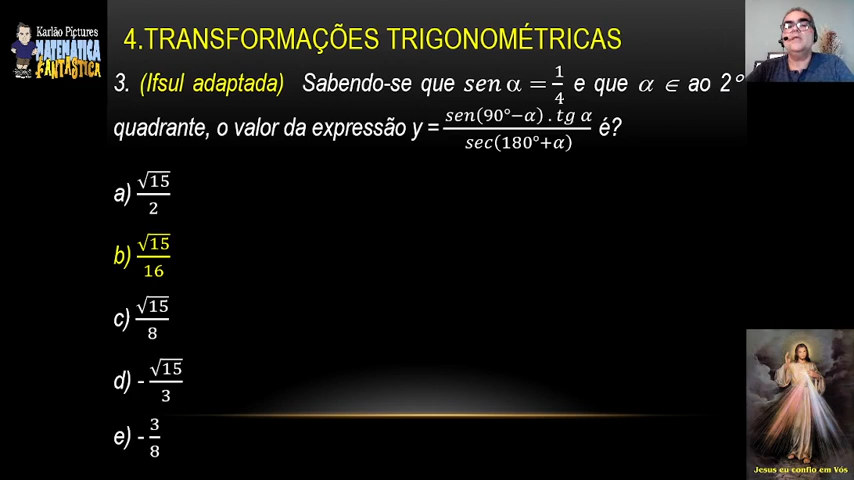 Karlão Pictures
MATEMÁTICA
FANTÁSTICA
4.TRANSFORMAÇÕES TRIGONOMÉTRICAS
3. (Ifsul adaptada) Sabendo-se que sen α = 1/4 e que α ∈ ao 2°
quadrante, o valor da expressão y = sen(90°−α) . tg α / sec(180°+α) é?
a) √15/2
b) √15/16
c) √15/8
d) - √15/3
e) - 3/8
Jesus eu confio em Vós